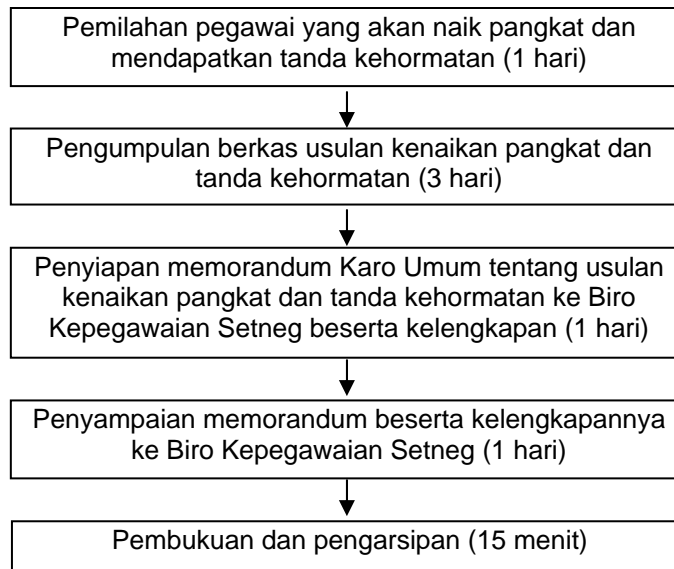 Pemilahan pegawai yang akan naik pangkat dan
mendapatkan tanda kehormatan (1 hari)
Pengumpulan berkas usulan kenaikan pangkat dan
tanda kehormatan (3 hari)
Penyiapan memorandum Karo Umum tentang usulan
kenaikan pangkat dan tanda kehormatan ke Biro
Kepegawaian Setneg beserta kelengkapan (1 hari)
Penyampaian memorandum beserta kelengkapannya
ke Biro Kepegawaian Setneg (1 hari)
Pembukuan dan pengarsipan (15 menit)